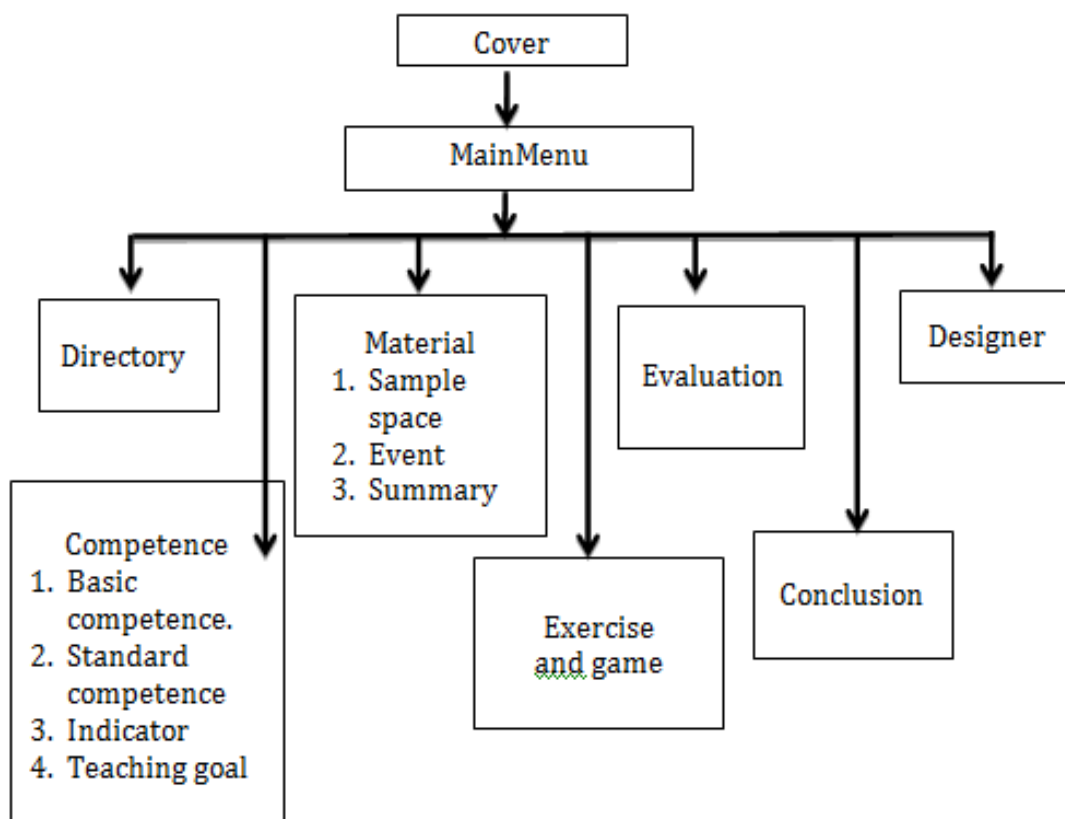 Cover
MainMenu
Directory
Material
1. Sample
space
2. Event
3. Summary
Evaluation
Designer
Competence
1. Basic
competence.
2. Standard
competence
3. Indicator
4. Teaching goal
Exercise
and game
Conclusion